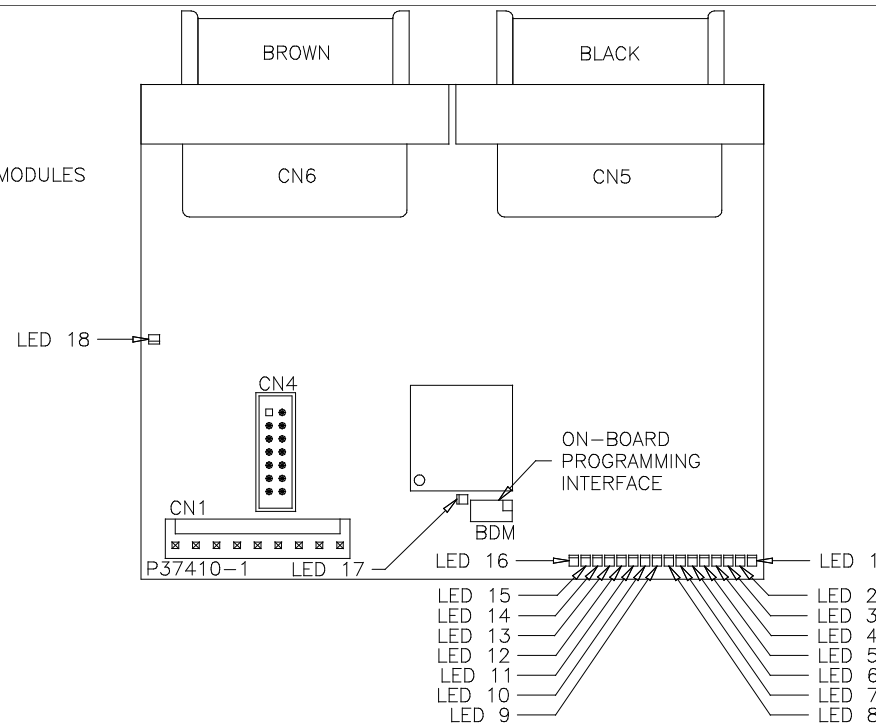 BROWN
BLACK
MODULES
CN6
CN5
LED 18
CN4
ON-BOARD
PROGRAMMING
INTERFACE
CN1
BDM
P37410-1
LED 17
LED 16
LED 1
LED 15
LED 2
LED 14
LED 3
LED 13
LED 4
LED 12
LED 5
LED 11
LED 6
LED 10
LED 7
LED 9
LED 8